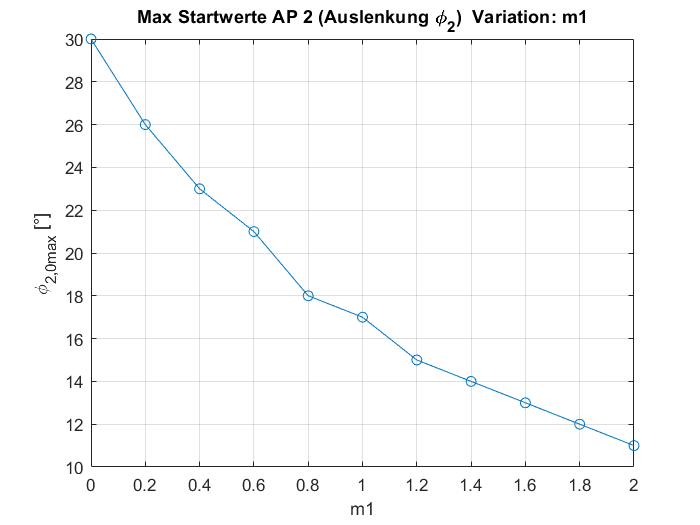 Max Startwerte AP 2 (Auslenkung ϕ₂) Variation: m1
30
28
26
24
22
20
18
16
14
12
10
ϕ₂,₀ₘₐₓ [°]
0 0.2 0.4 0.6 0.8 1 1.2 1.4 1.6 1.8 2
m1